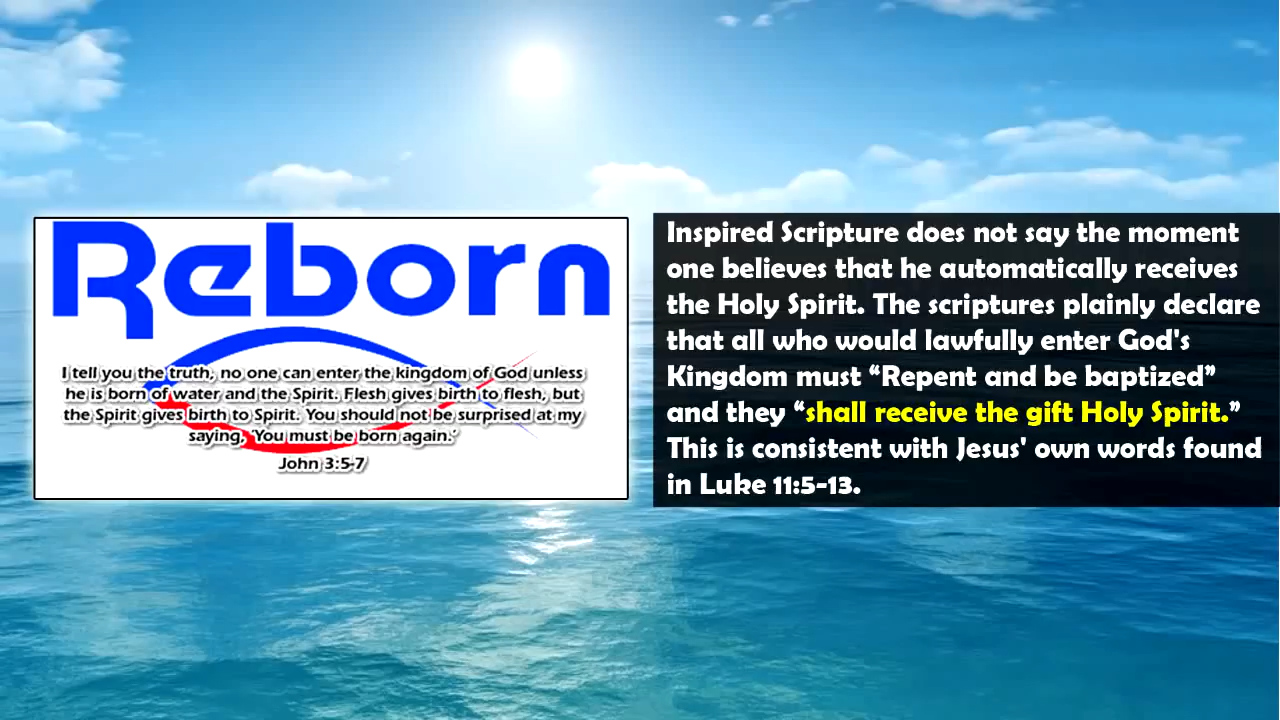 Reborn
I tell you the truth, no one can enter the kingdom of God unless
he is born of water and the Spirit. Flesh gives birth to flesh, but
the Spirit gives birth to Spirit. You should not be surprised at my
saying, 'You must be born again.'
John 3:5-7
Inspired Scripture does not say the moment
one believes that he automatically receives
the Holy Spirit. The scriptures plainly declare
that all who would lawfully enter God's
Kingdom must “Repent and be baptized”
and they “shall receive the gift Holy Spirit.”
This is consistent with Jesus' own words found
in Luke 11:5-13.